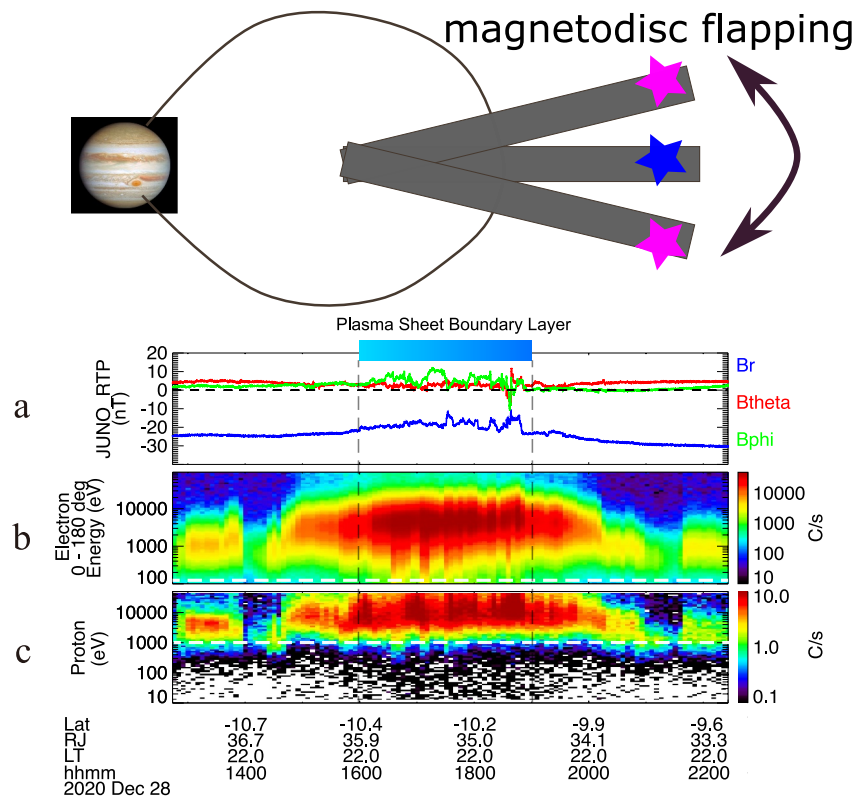 magnetodisc flapping
Plasma Sheet Boundary Layer
a
JUNO_RTP
(nT)
20
10
0
-10
-20
-30
Br
Btheta
Bphi
b
Electron
0 - 180 deg
Energy (eV)
10000
1000
100
10000
1000
100
10
C/s
c
Proton
(eV)
10000
1000
100
10
10.0
1.0
0.1
C/s
Lat -10.7 -10.4 -10.2 -9.9 -9.6
RJ 36.7 35.9 35.0 34.1 33.3
LT 22.0 22.0 22.0 22.0 22.0
hhmm 1400 1600 1800 2000 2200
2020 Dec 28